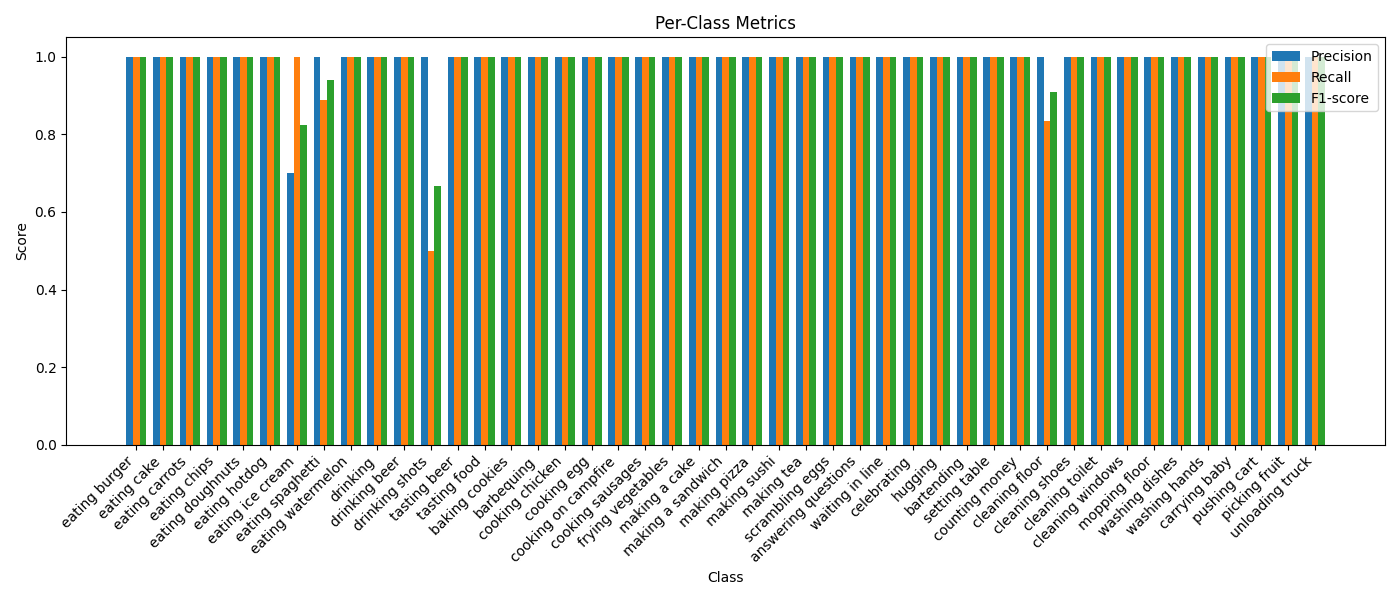 Per-Class Metrics
Precision
Recall
F1-score
Score
1.0
0.8
0.6
0.4
0.2
0.0
eating burger
eating cake
eating carrots
eating chips
eating doughnuts
eating hotdog
eating ice cream
eating spaghetti
eating watermelon
drinking
drinking beer
drinking shots
tasting beer
tasting food
baking cookies
barbequing
cooking chicken
cooking egg
cooking on campfire
cooking sausages
frying vegetables
making a cake
making a sandwich
making pizza
making sushi
making tea
scrambling eggs
answering questions
waiting in line
celebrating
hugging
bartending
setting table
counting money
cleaning floor
cleaning shoes
cleaning toilet
cleaning windows
mopping floor
washing dishes
washing hands
carrying baby
pushing cart
picking fruit
unloading truck
Class